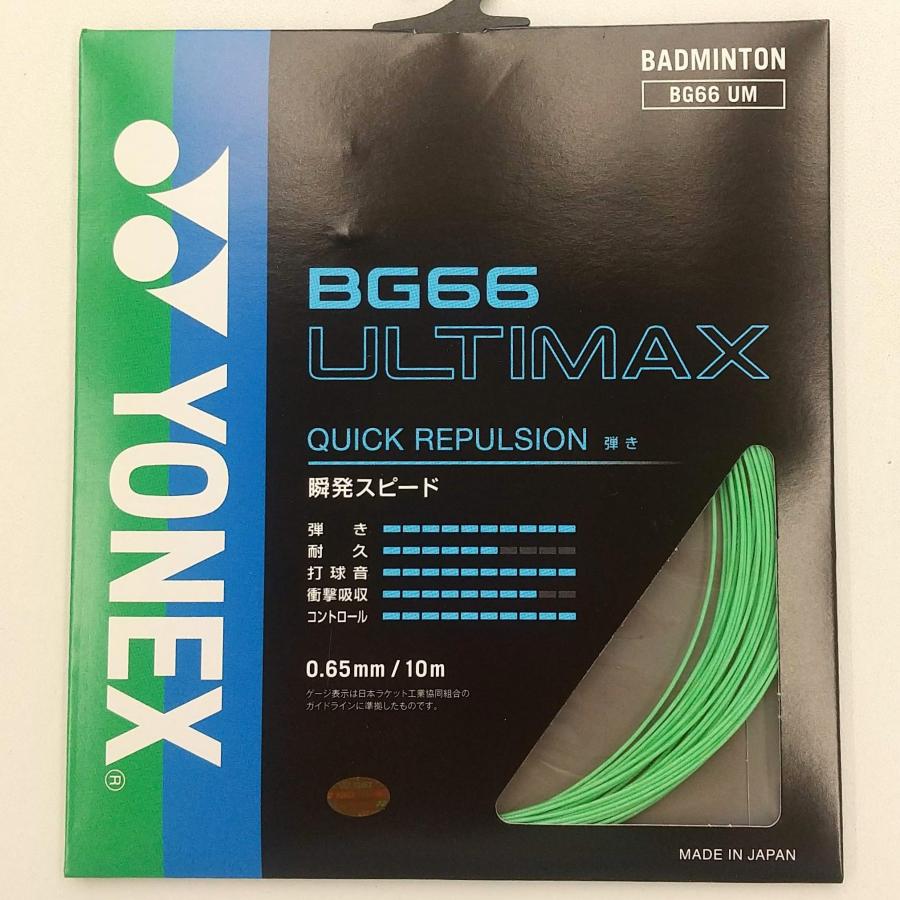 BADMINTON
BG66 UM
YONEX®
BG66
ULTIMAX
QUICK REPULSION 弾き
瞬発スピード
弾き
耐久
打球音
衝撃吸収
コントロール
0.65mm/10m
ゲージ表示は日本ラケット工業協同組合の
ガイドラインに準拠したものです。
MADE IN JAPAN